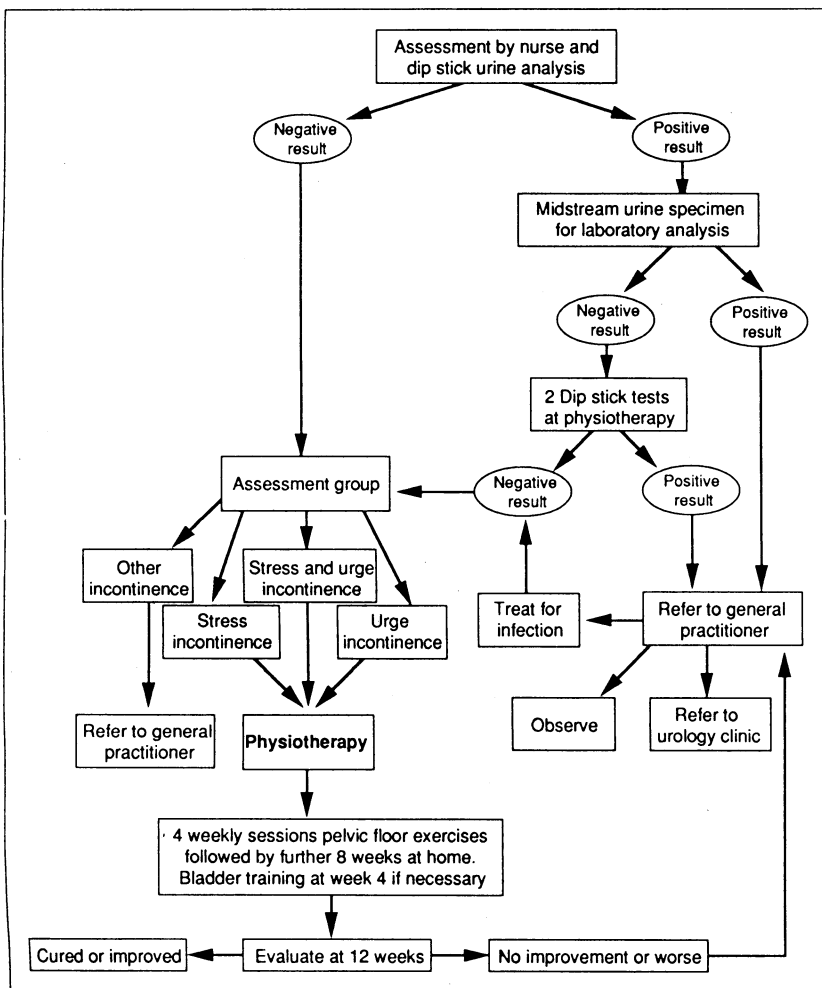 Assessment by nurse and
dip stick urine analysis
Negative
result
Positive
result
Midstream urine specimen
for laboratory analysis
Negative
result
Positive
result
2 Dip stick tests
at physiotherapy
Assessment group
Negative
result
Positive
result
Other
incontinence
Stress and urge
incontinence
Stress
incontinence
Urge
incontinence
Treat for
infection
Refer to general
practitioner
Refer to general
practitioner
Physiotherapy
Observe
Refer to
urology clinic
4 weekly sessions pelvic floor exercises
followed by further 8 weeks at home.
Bladder training at week 4 if necessary
Cured or improved
Evaluate at 12 weeks
No improvement or worse